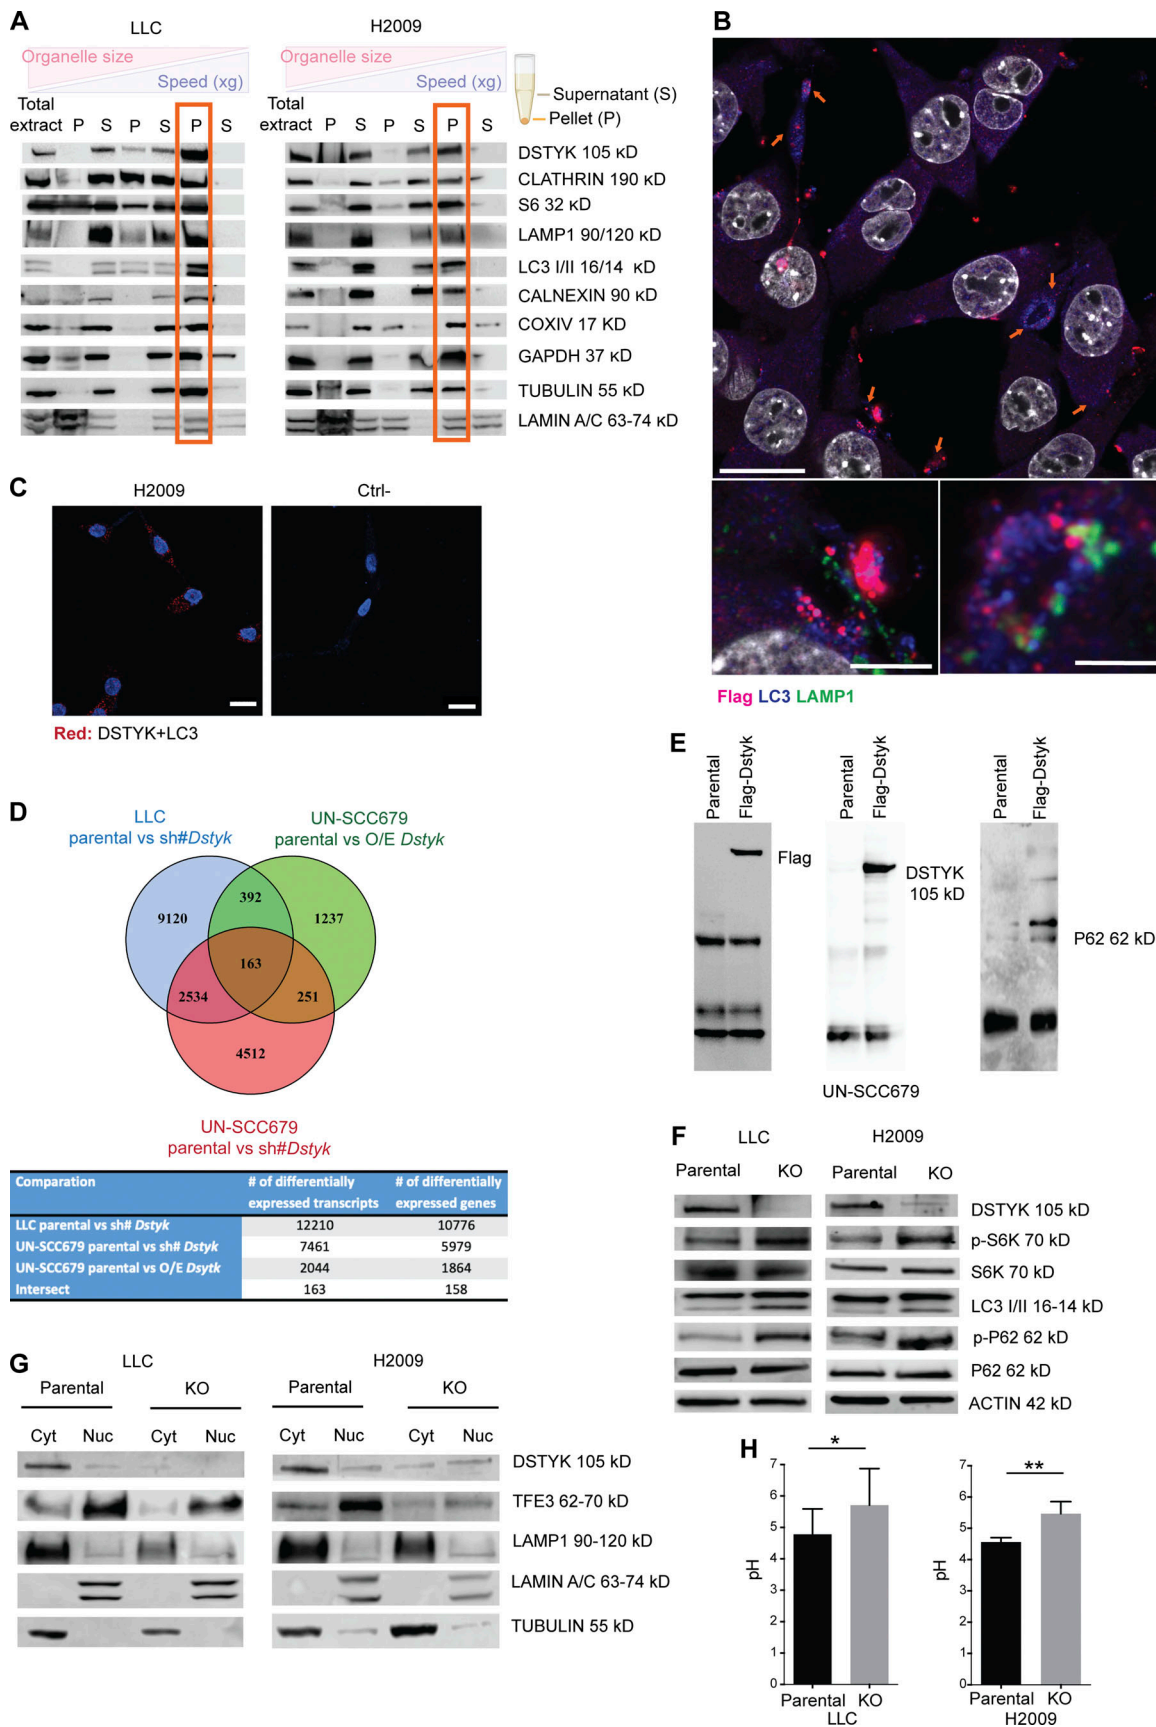 A
LLC
H2009
Organelle size
Speed (xg)
Organelle size
Speed (xg)
Supernatant (S)
Pellet (P)
Total extract P S P S P S
Total extract P S P S P S
DSTYK 105 κD
CLATHRIN 190 κD
S6 32 κD
LAMP1 90/120 κD
LC3 I/II 16/14 κD
CALNEXIN 90 κD
COXIV 17 KD
GAPDH 37 κD
TUBULIN 55 κD
LAMIN A/C 63-74 κD
B
Flag LC3 LAMP1
C
H2009
Ctrl-
Red: DSTYK+LC3
D
LLC
parental vs sh#Dstyk
UN-SCC679
parental vs O/E Dstyk
9120
392
1237
163
2534
251
4512
UN-SCC679
parental vs sh#Dstyk
Comparation # of differentially expressed transcripts # of differentially expressed genes
LLC parental vs sh# Dstyk 12210 10776
UN-SCC679 parental vs sh# Dstyk 7461 5979
UN-SCC679 parental vs O/E Dsytk 2044 1864
Intersect 163 158
E
Parental
Flag-Dstyk
Parental
Flag-Dstyk
Parental
Flag-Dstyk
Flag
DSTYK
105 kD
P62 62 kD
UN-SCC679
F
LLC
H2009
Parental KO
Parental KO
DSTYK 105 kD
p-S6K 70 kD
S6K 70 kD
LC3 I/II 16-14 kD
p-P62 62 kD
P62 62 kD
ACTIN 42 kD
G
LLC
H2009
Parental KO
Parental KO
Cyt Nuc Cyt Nuc
Cyt Nuc Cyt Nuc
DSTYK 105 kD
TFE3 62-70 kD
LAMP1 90-120 kD
LAMIN A/C 63-74 kD
TUBULIN 55 kD
H
*
7
6
5
4
3
2
1
0
pH
Parental KO
LLC
**
7
6
5
4
3
2
1
0
pH
Parental KO
H2009